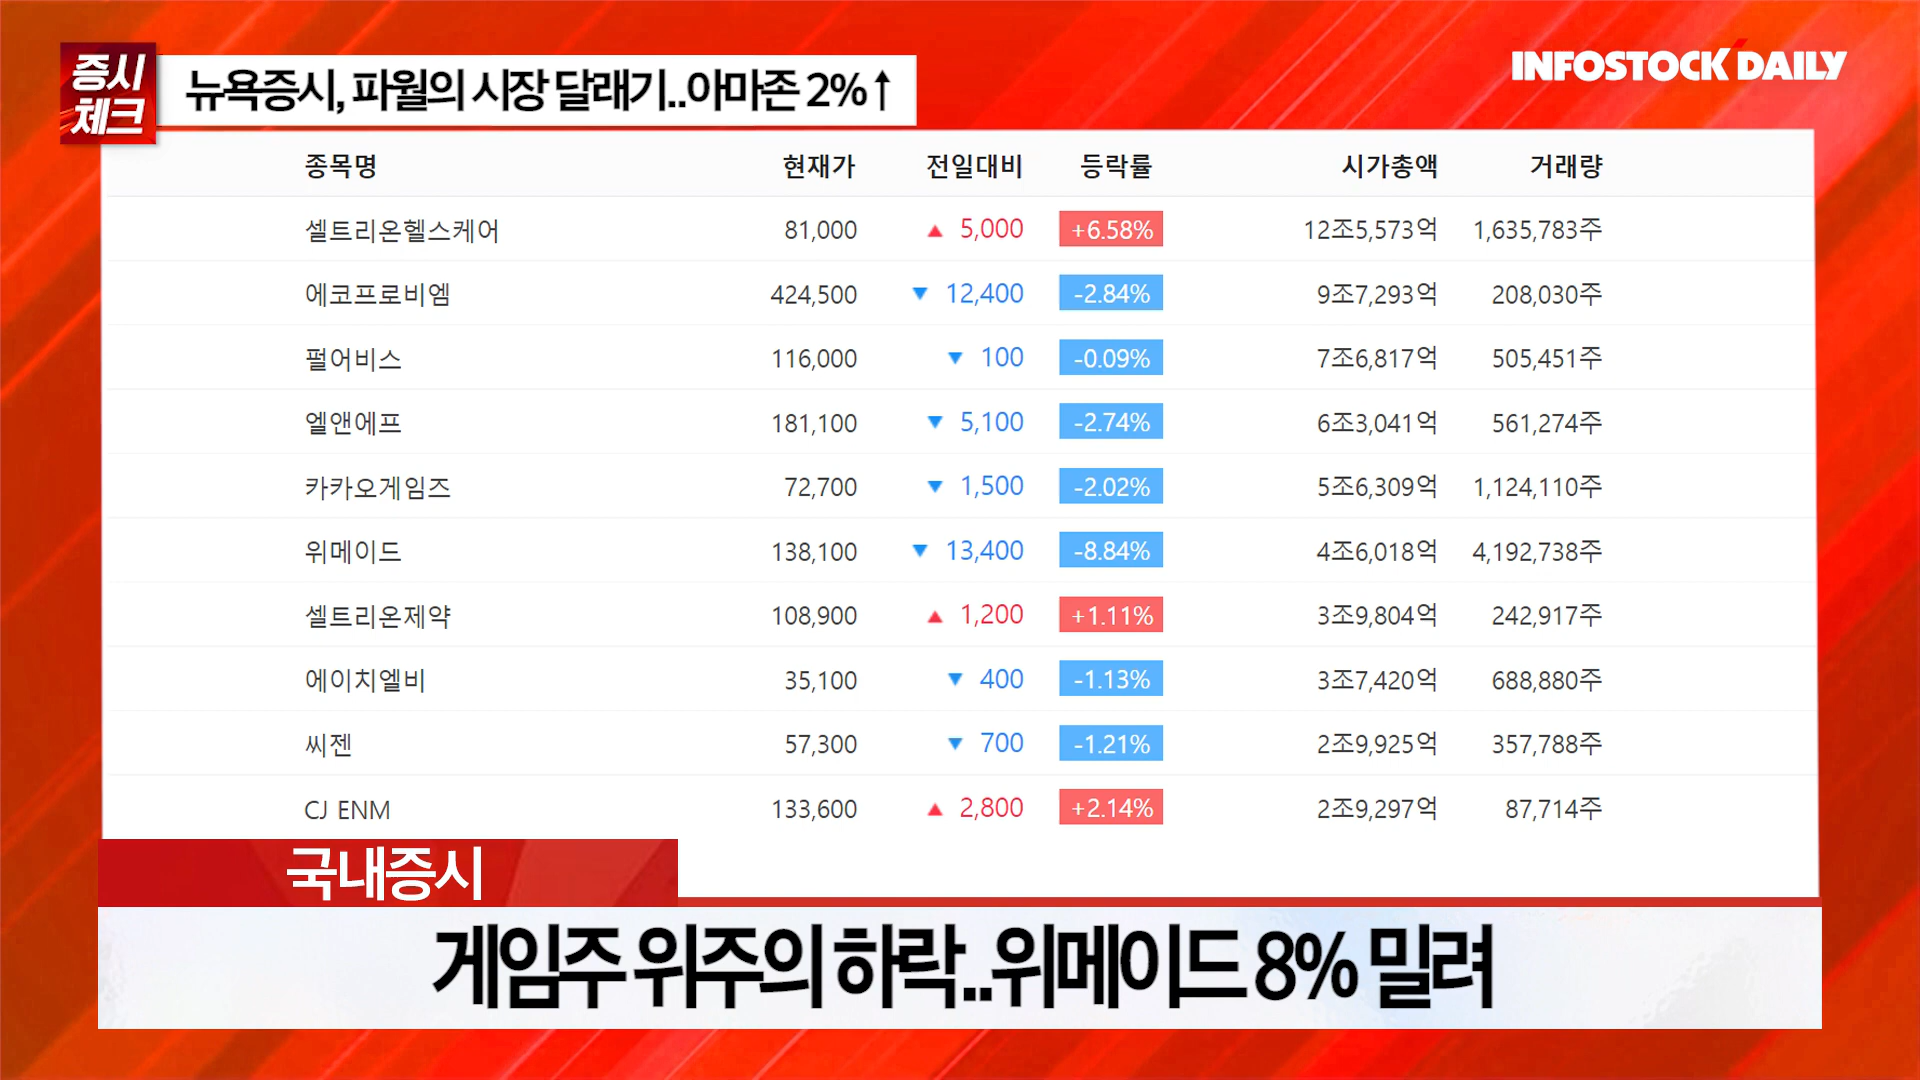 증시
체크
뉴욕증시, 파월의 시장 달래기..아마존 2%↑
INFOSTOCK DAILY
종목명 현재가 전일대비 등락률 시가총액 거래량
셀트리온헬스케어 81,000 ▲ 5,000 +6.58% 12조5,573억 1,635,783주
에코프로비엠 424,500 ▼ 12,400 -2.84% 9조7,293억 208,030주
펄어비스 116,000 ▼ 100 -0.09% 7조6,817억 505,451주
엘앤에프 181,100 ▼ 5,100 -2.74% 6조3,041억 561,274주
카카오게임즈 72,700 ▼ 1,500 -2.02% 5조6,309억 1,124,110주
위메이드 138,100 ▼ 13,400 -8.84% 4조6,018억 4,192,738주
셀트리온제약 108,900 ▲ 1,200 +1.11% 3조9,804억 242,917주
에이치엘비 35,100 ▼ 400 -1.13% 3조7,420억 688,880주
씨젠 57,300 ▼ 700 -1.21% 2조9,925억 357,788주
CJ ENM 133,600 ▲ 2,800 +2.14% 2조9,297억 87,714주
국내증시
게임주 위주의 하락..위메이드 8% 밀려